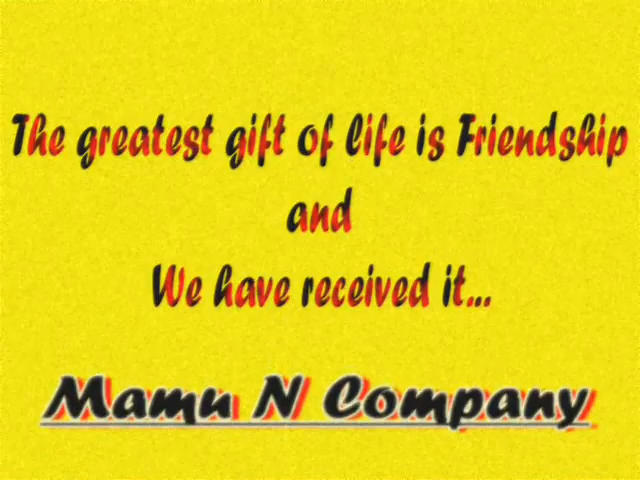 The greatest gift of life is Friendship
and
We have received it...
Mamu N Company